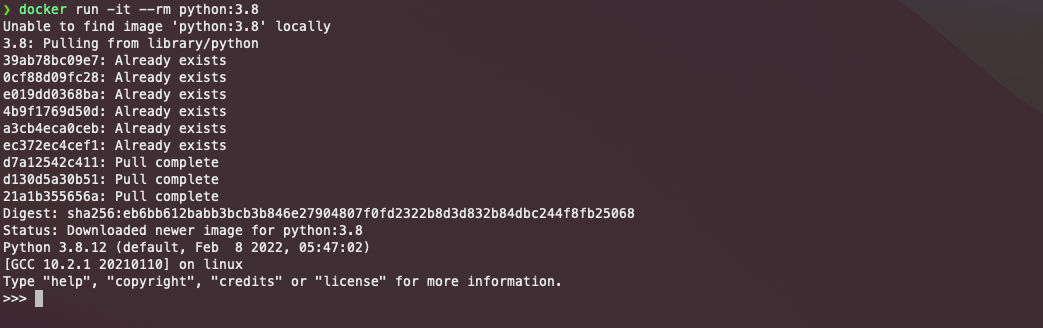 ❯ docker run -it --rm python:3.8
Unable to find image 'python:3.8' locally
3.8: Pulling from library/python
39ab78bc09e7: Already exists
0cf88d09fc28: Already exists
e019dd0368ba: Already exists
4b9f1769d50d: Already exists
a3cb4eca0ceb: Already exists
ec372ec4cef1: Already exists
d7a12542c411: Pull complete
d130d5a30b51: Pull complete
21a1b355656a: Pull complete
Digest: sha256:eb6bb612babb3bcb3b846e27904807f0fd2322b8d3d832b84dbc244f8fb25068
Status: Downloaded newer image for python:3.8
Python 3.8.12 (default, Feb  8 2022, 05:47:02)
[GCC 10.2.1 20210110] on linux
Type "help", "copyright", "credits" or "license" for more information.
>>>